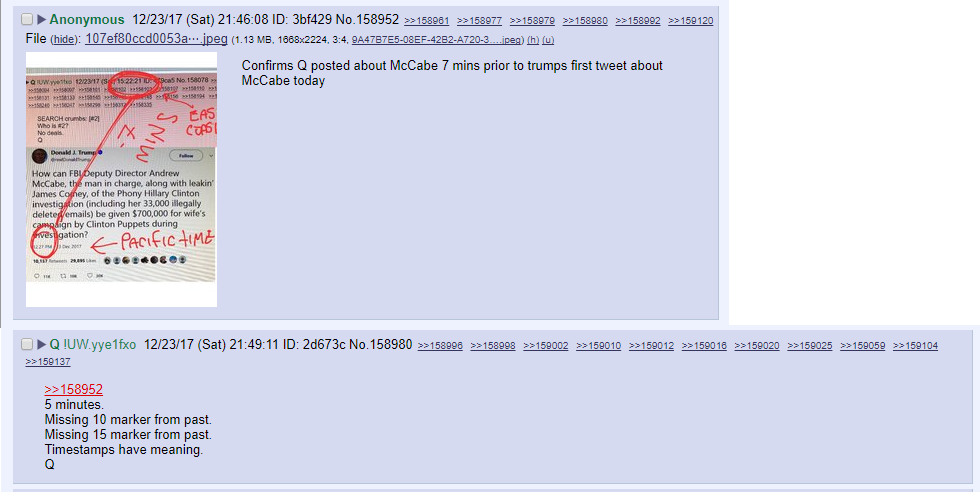 Anonymous 12/23/17 (Sat) 21:46:08 ID: 3bf429 No.158952 >>158961 >>158977 >>158979 >>158980 >>158992 >>159120
File (hide): 107ef80ccd0053a⋯.jpeg (1.13 MB, 1668x2224, 3:4, 9A47B7E5-08EF-42B2-A720-3….jpeg) (h) (u)
Confirms Q posted about McCabe 7 mins prior to trumps first tweet about
McCabe today
Q !UW.yye1fxo 12/23/17 (Sat) 15:22:21 ID: No.158078
SEARCH crumbs: [#2]
Who is #2?
No deals.
Q
7
MINS
EAS
COAST
Donald J. Trump
@realDonaldTrump
Follow
How can FBI Deputy Director Andrew
McCabe, the man in charge, along with leakin'
James Comey, of the Phony Hillary Clinton
investigation (including her 33,000 illegally
deleted emails) be given $700,000 for wife's
campaign by Clinton Puppets during
investigation?
12:27 PM Dec 2017
PACIFIC TIME
Retweets Likes
Q !UW.yye1fxo 12/23/17 (Sat) 21:49:11 ID: 2d673c No.158980 >>158996 >>158998 >>159002 >>159010 >>159012 >>159016 >>159020 >>159025 >>159059 >>159104
>>159137
>>158952
5 minutes.
Missing 10 marker from past.
Missing 15 marker from past.
Timestamps have meaning.
Q